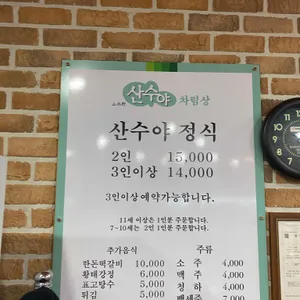 산수야 차림상
산수야 정식
2인 15,000
3인이상 14,000
3인이상 예약가능합니다.
11세 이상은 1인분 주문합니다.
7~10세는 2인 1인분 주문합니다.
추가음식 주류
한돈떡갈비 10,000 소 주 4,000
황태강정 6,000 맥 주 4,000
표고탕수 5,000 청 하 4,000
튀김 5,000 백세주